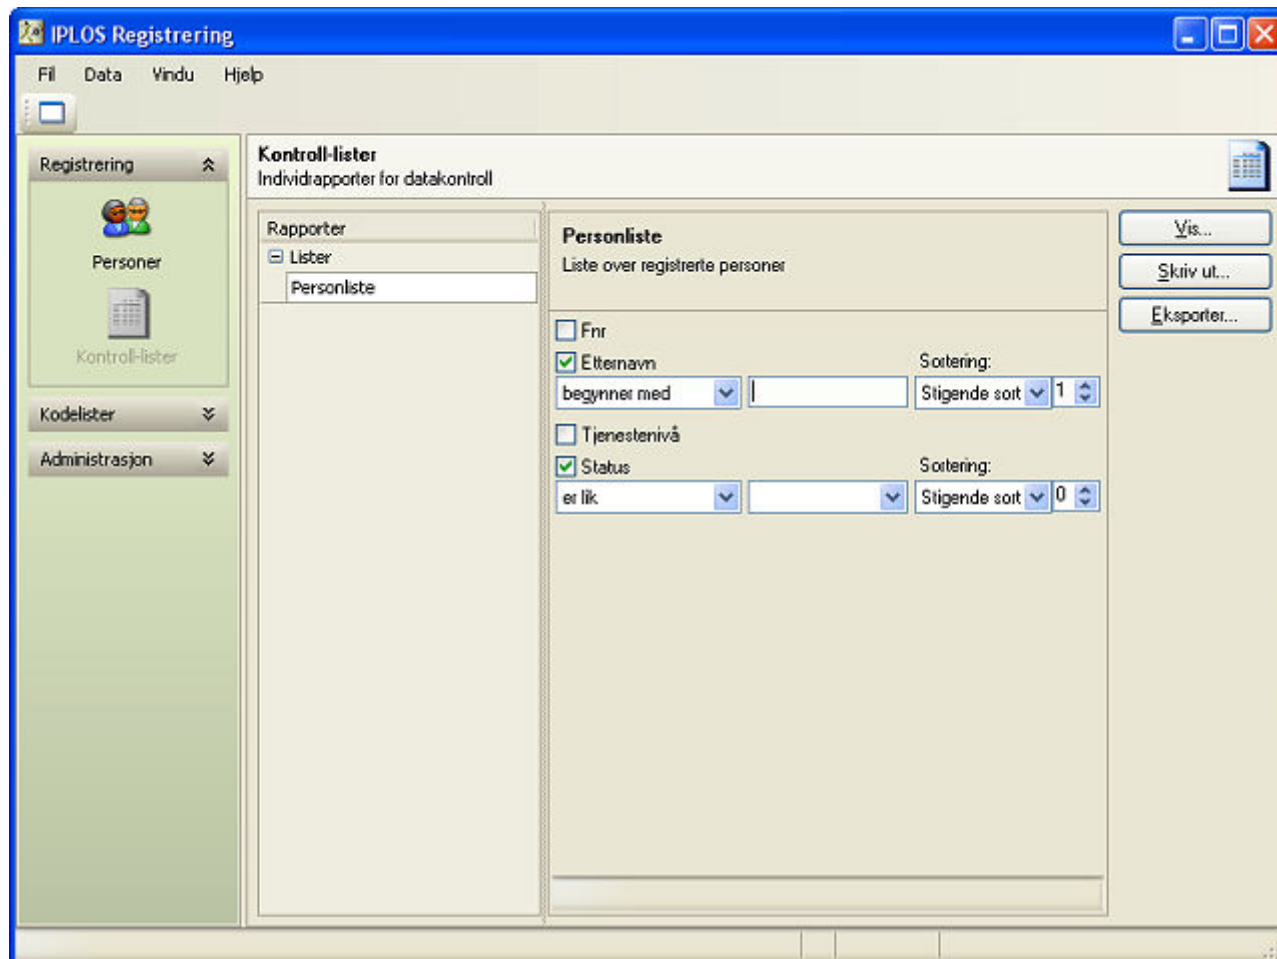 IPLOS Registrering
Fil Data Vindu Hjelp
Registrering
Personer
Kontroll-lister
Kodelister
Administrasjon
Kontroll-lister
Individrapporter for datakontroll
Rapporter
Lister
Personliste
Personliste
Liste over registrerte personer
Fnr
Etternavn Sortering:
begynner med Stigende sort 1
Tjenestenivå
Status Sortering:
er lik Stigende sort 0
Vis...
Skriv ut...
Eksporter...